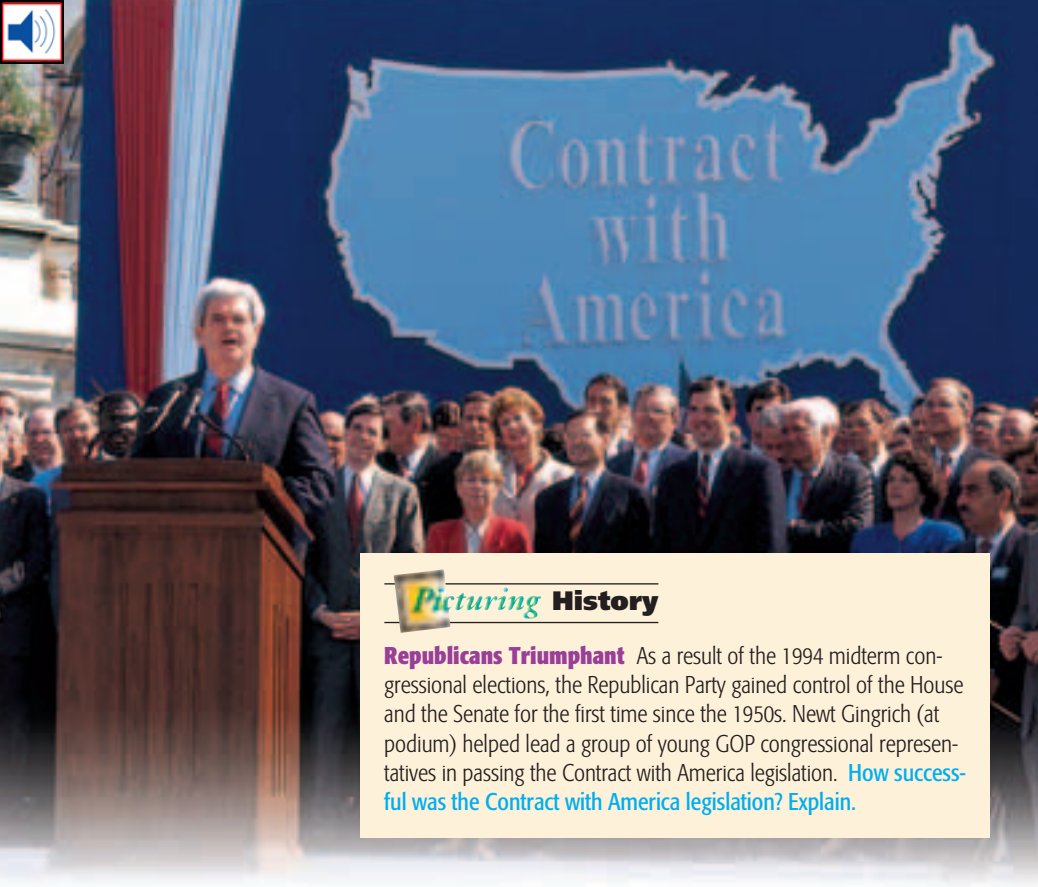 Contract
with
America
Picturing History
Republicans Triumphant As a result of the 1994 midterm con-
gressional elections, the Republican Party gained control of the House
and the Senate for the first time since the 1950s. Newt Gingrich (at
podium) helped lead a group of young GOP congressional represen-
tatives in passing the Contract with America legislation. How success-
ful was the Contract with America legislation? Explain.